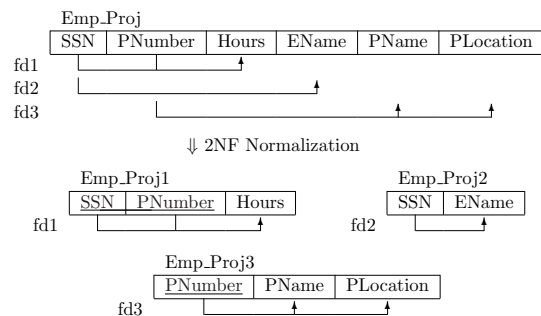 Emp_Proj
SSN PNumber Hours EName PName PLocation
fd1
fd2
fd3
⇓ 2NF Normalization
Emp_Proj1 Emp_Proj2
SSN PNumber Hours SSN EName
fd1 fd2
Emp_Proj3
PNumber PName PLocation
fd3